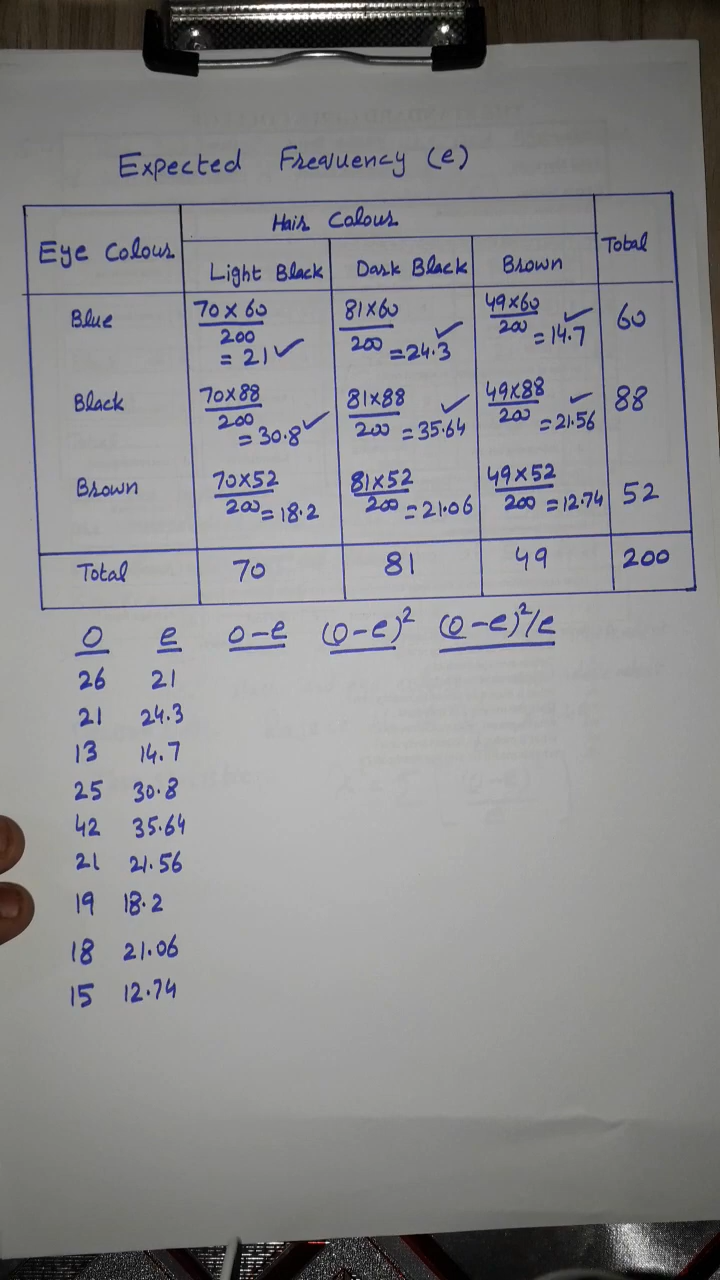 Expected Frequency (e)
Eye Colour Hair Colour Total
Light Black Dark Black Brown
Blue 70 x 60 / 200 = 21 ✓ 81x60 / 200 = 24.3 ✓ 49x60 / 200 = 14.7 ✓ 60
Black 70x88 / 200 = 30.8 ✓ 81x88 / 200 = 35.64 ✓ 49x88 / 200 = 21.56 ✓ 88
Brown 70x52 / 200 = 18.2 81x52 / 200 = 21.06 49x52 / 200 = 12.74 52
Total 70 81 49 200
O e O-e (O-e)² (O-e)²/e
26 21
21 24.3
13 14.7
25 30.8
42 35.64
21 21.56
19 18.2
18 21.06
15 12.74